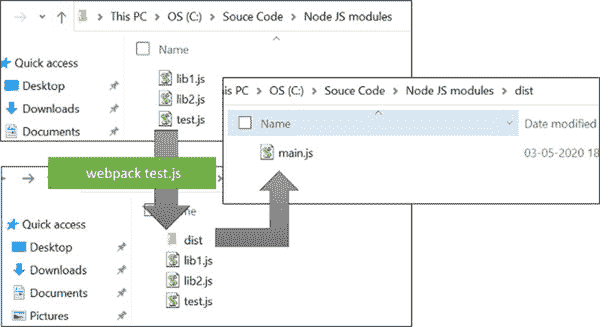 This PC > OS (C:) > Souce Code > Node JS modules
Name
Quick access
Desktop
Downloads
Documents
lib1.js
lib2.js
test.js
is PC > OS (C:) > Souce Code > Node JS modules > dist
Name
Date modified
main.js
03-05-2020 18
webpack test.js
Quick access
Desktop
Downloads
Documents
Pictures
dist
lib1.js
lib2.js
test.js